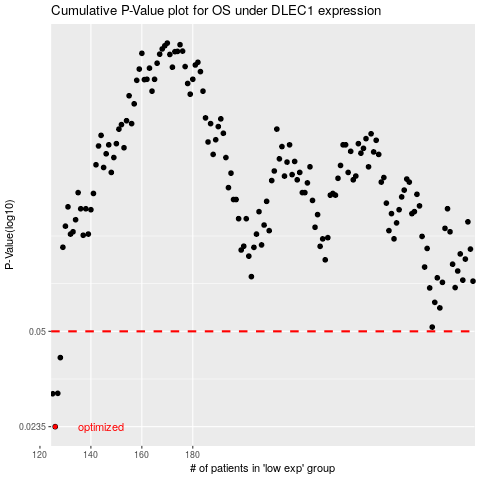 Cumulative P-Value plot for OS under DLEC1 expression
P-Value(log10)
0.05
0.0235
optimized
120 140 160 180
# of patients in 'low exp' group